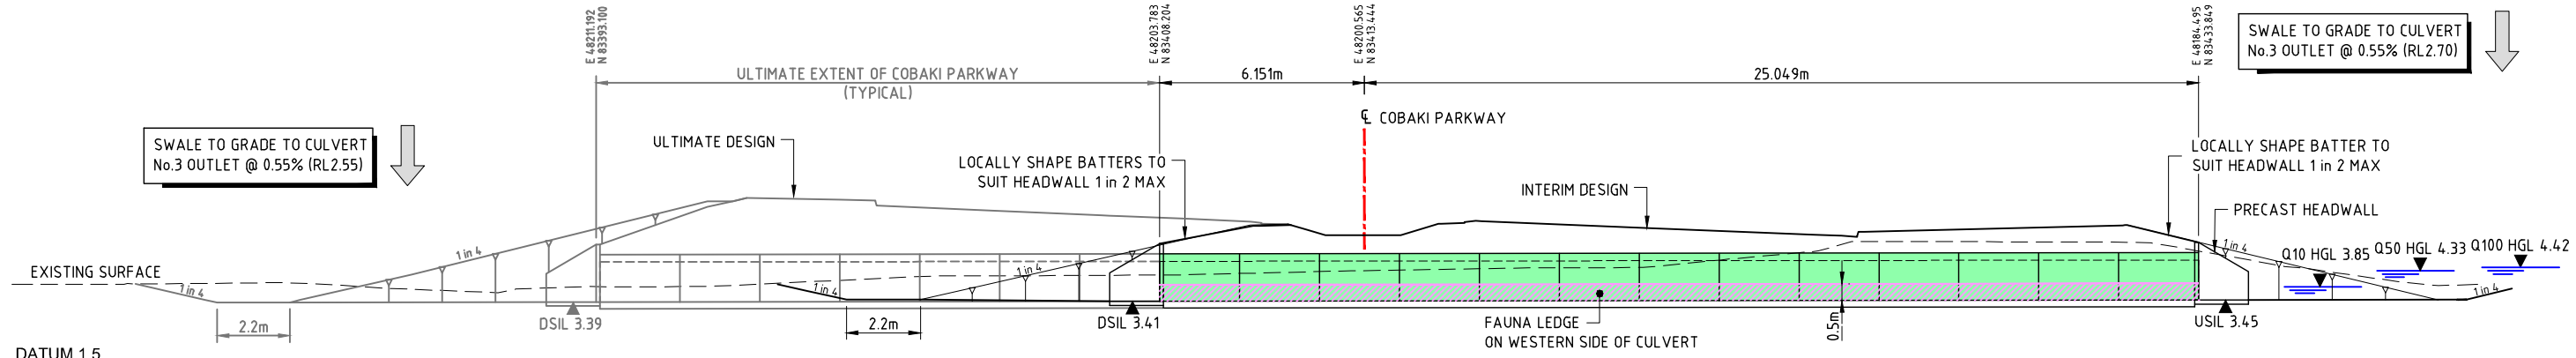 E 48211.192
N 83393.100
E 48203.783
N 83408.204
E 48200.565
N 83413.444
E 48184.495
N 83433.849
SWALE TO GRADE TO CULVERT
No.3 OUTLET @ 0.55% (RL2.70)
ULTIMATE EXTENT OF COBAKI PARKWAY
(TYPICAL)
6.151m
25.049m
℄ COBAKI PARKWAY
SWALE TO GRADE TO CULVERT
No.3 OUTLET @ 0.55% (RL2.55)
ULTIMATE DESIGN
LOCALLY SHAPE BATTERS TO
SUIT HEADWALL 1 in 2 MAX
INTERIM DESIGN
LOCALLY SHAPE BATTER TO
SUIT HEADWALL 1 in 2 MAX
PRECAST HEADWALL
EXISTING SURFACE
1 in 4
1 in 4
1 in 4
1 in 4
1 in 4
1 in 4
Q10 HGL 3.85
Q50 HGL 4.33
Q100 HGL 4.42
2.2m
DSIL 3.39
2.2m
DSIL 3.41
FAUNA LEDGE
ON WESTERN SIDE OF CULVERT
0.5m
USIL 3.45
DATUM 1.5